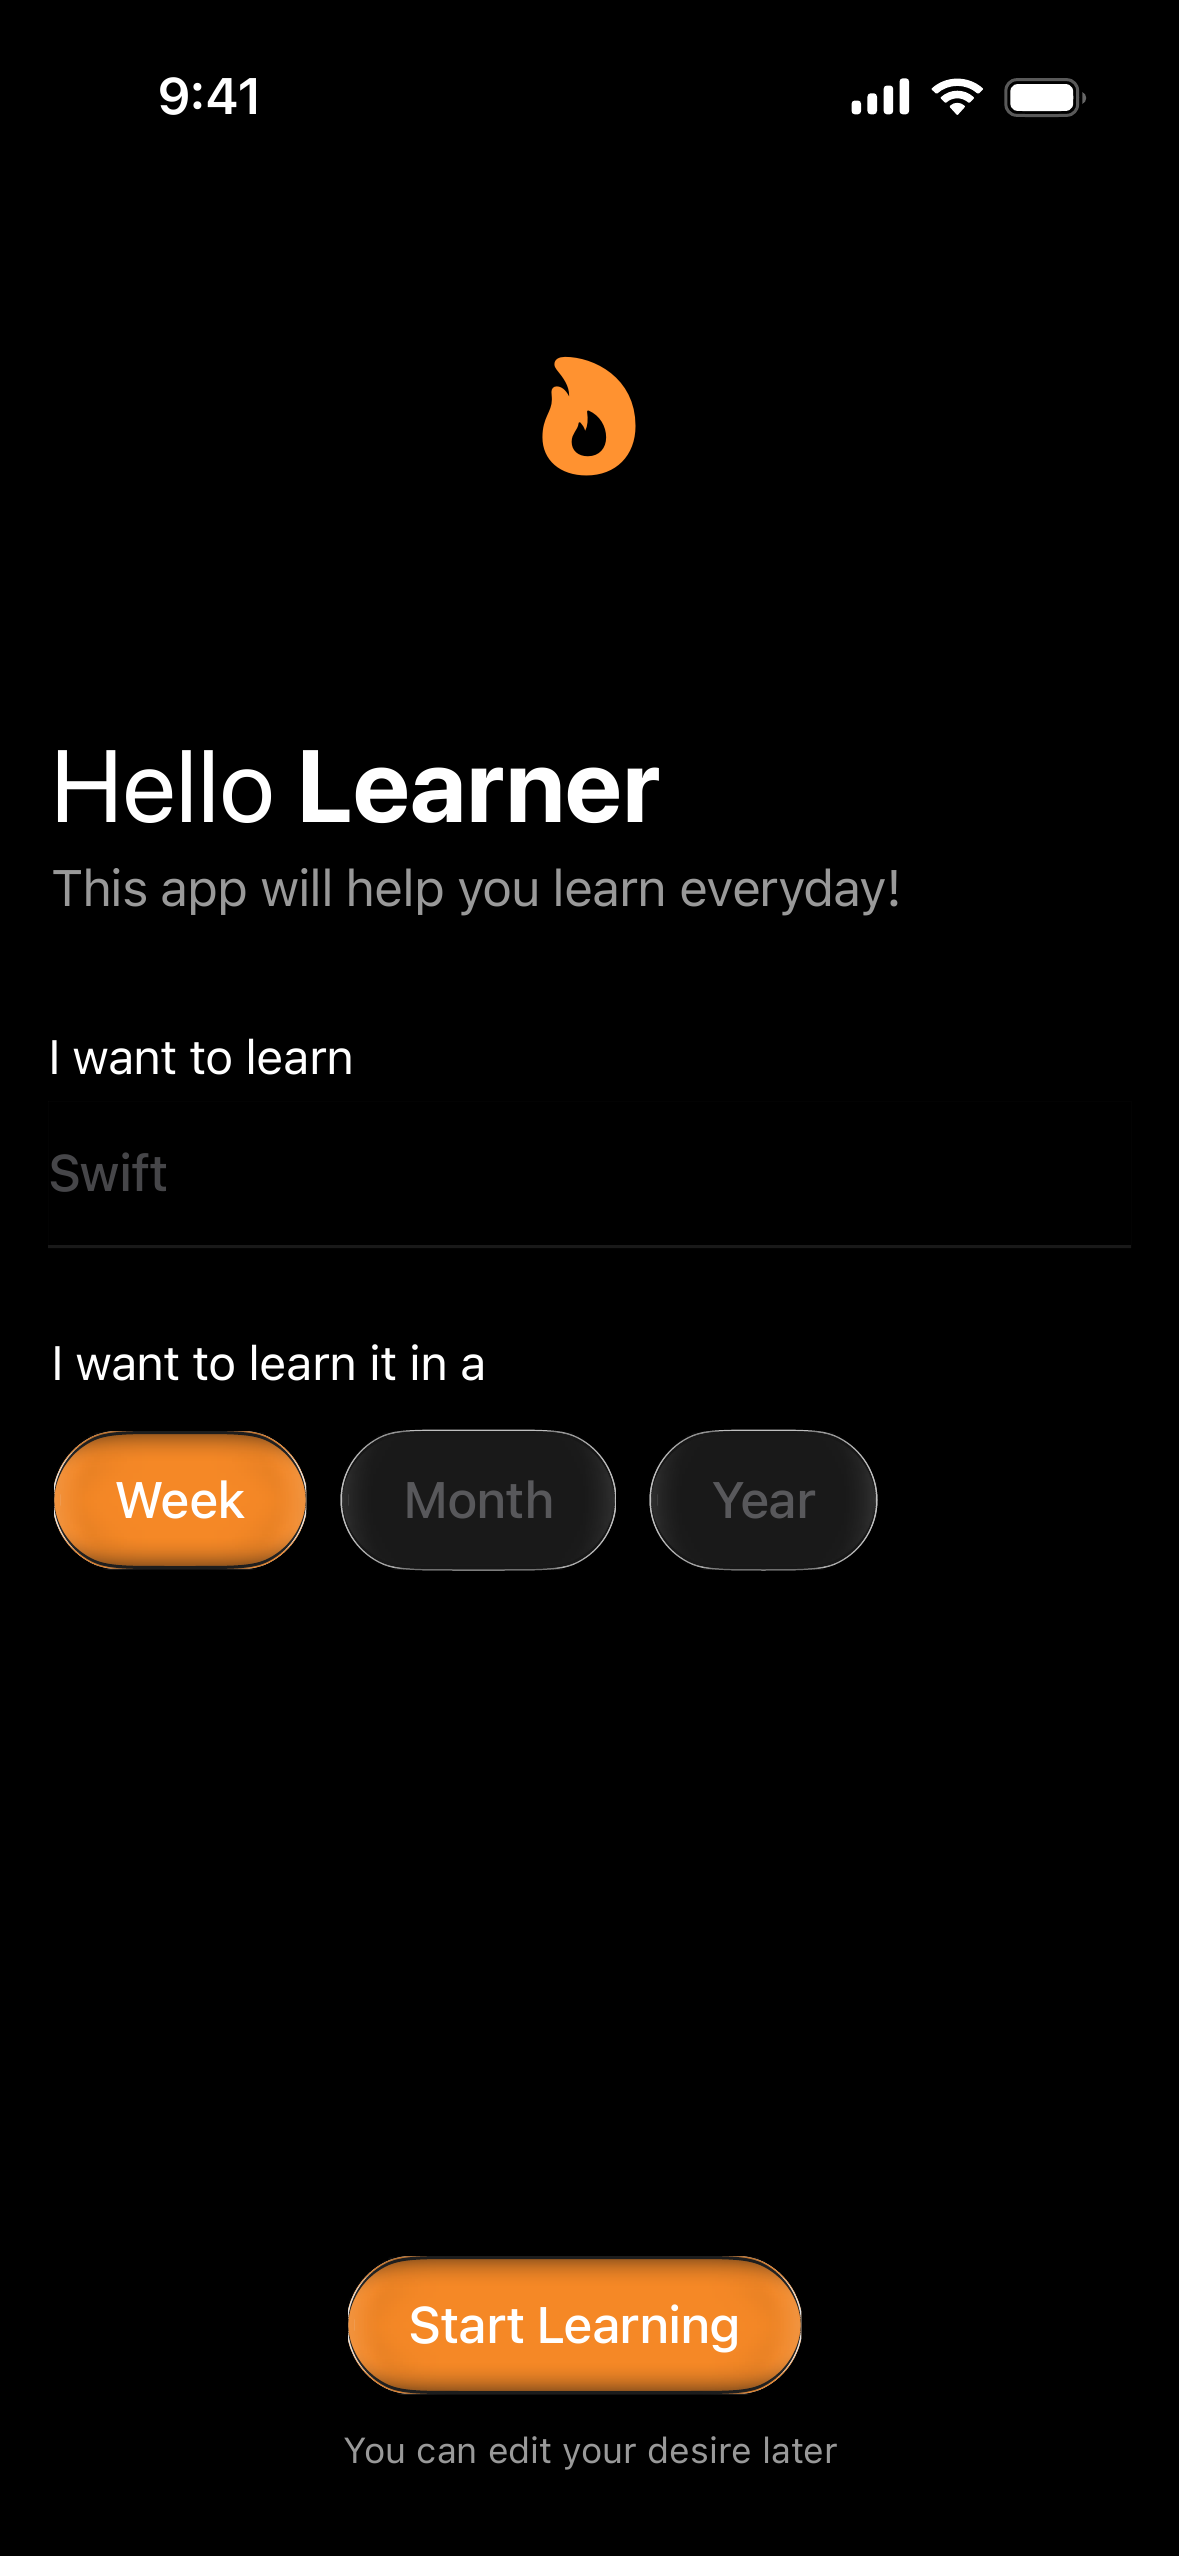 9:41
Hello Learner
This app will help you learn everyday!
I want to learn
Swift
I want to learn it in a
Week Month Year
Start Learning
You can edit your desire later